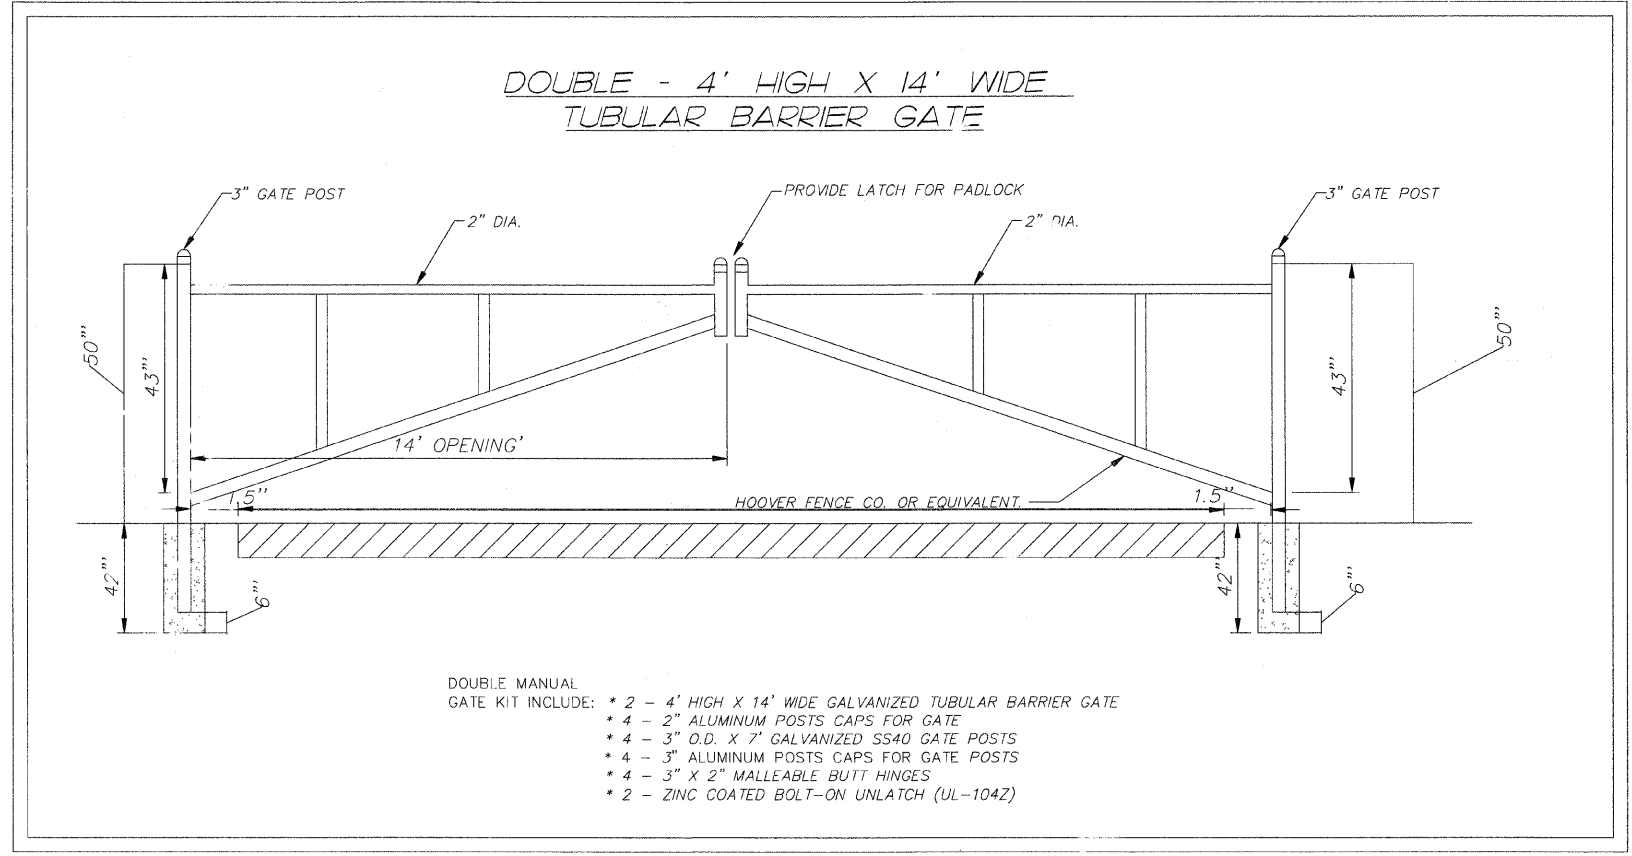 DOUBLE - 4' HIGH X 14' WIDE
TUBULAR BARRIER GATE
3" GATE POST
PROVIDE LATCH FOR PADLOCK
3" GATE POST
2" DIA.
2" DIA.
50'"
43'"
43'"
50'"
14' OPENING'
1.5"
HOOVER FENCE CO. OR EQUIVALENT.
1.5"
42'"
6'"
42'"
6'"
DOUBLE MANUAL
GATE KIT INCLUDE: * 2 - 4' HIGH X 14' WIDE GALVANIZED TUBULAR BARRIER GATE
* 4 - 2" ALUMINUM POSTS CAPS FOR GATE
* 4 - 3" O.D. X 7' GALVANIZED SS40 GATE POSTS
* 4 - 3" ALUMINUM POSTS CAPS FOR GATE POSTS
* 4 - 3" X 2" MALLEABLE BUTT HINGES
* 2 - ZINC COATED BOLT-ON UNLATCH (UL-104Z)